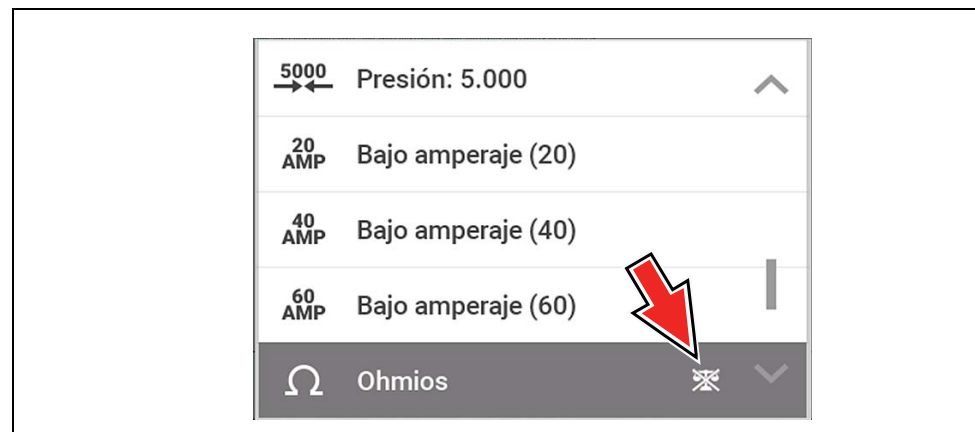 5000 Presión: 5.000
20 AMP Bajo amperaje (20)
40 AMP Bajo amperaje (40)
60 AMP Bajo amperaje (60)
Ω Ohmios